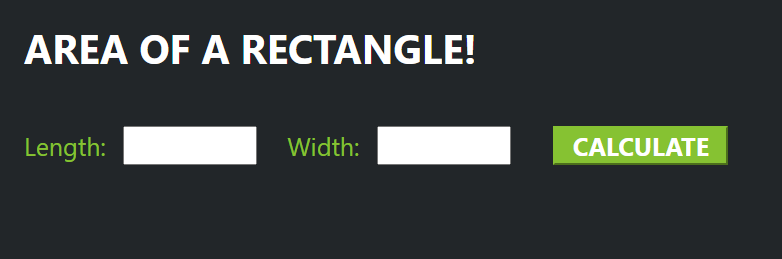 AREA OF A RECTANGLE!
Length: Width: CALCULATE